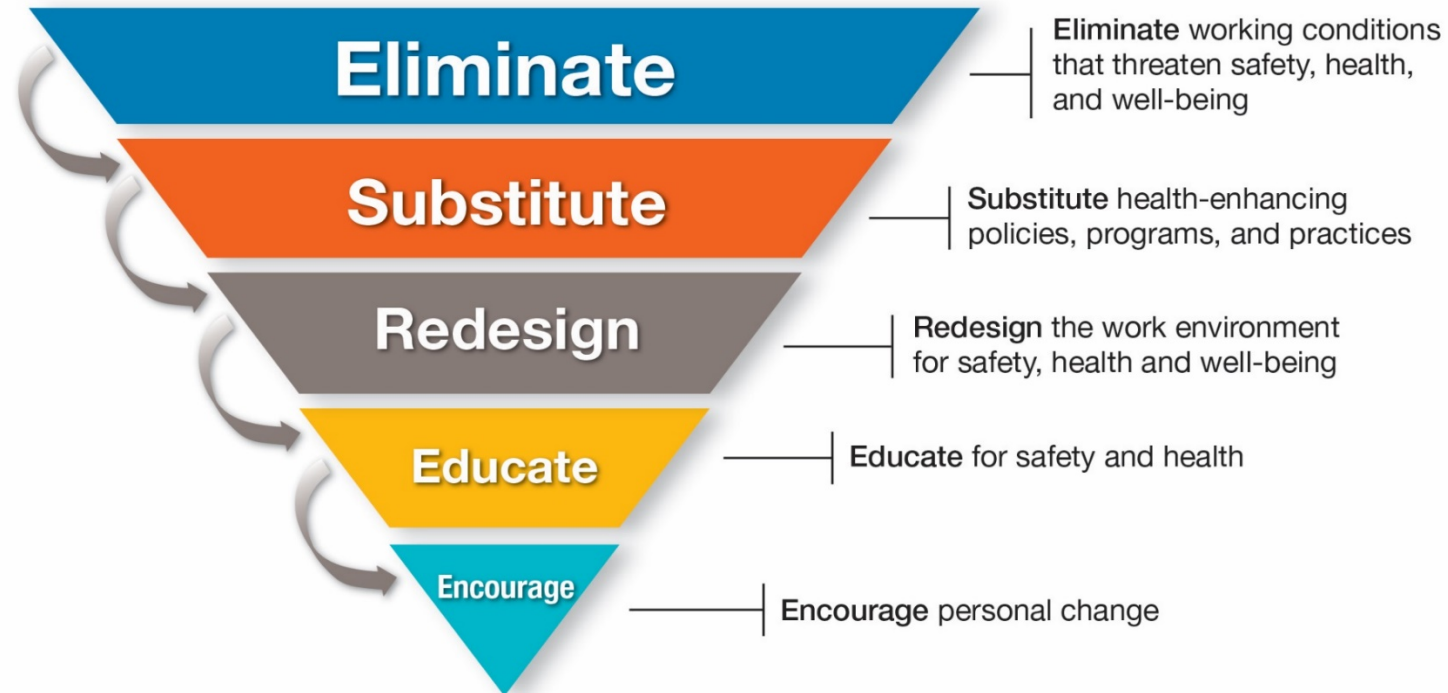 Eliminate
Eliminate working conditions
that threaten safety, health,
and well-being
Substitute
Substitute health-enhancing
policies, programs, and practices
Redesign
Redesign the work environment
for safety, health and well-being
Educate
Educate for safety and health
Encourage
Encourage personal change